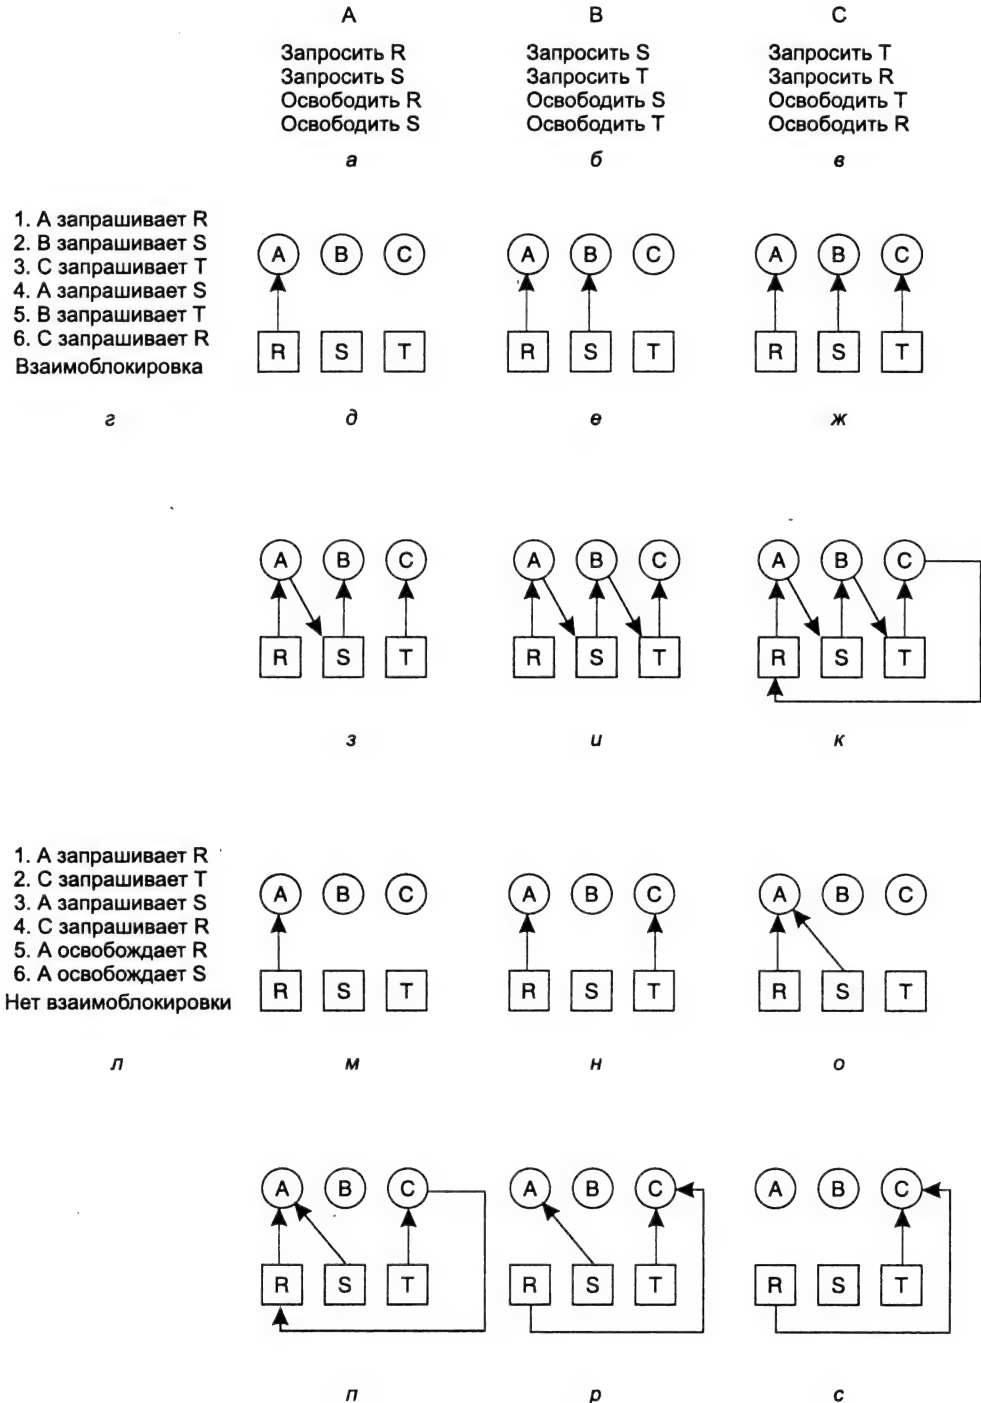 A B C
Запросить R Запросить S Запросить T
Запросить S Запросить T Запросить R
Освободить R Освободить S Освободить T
Освободить S Освободить T Освободить R
а б в
1. А запрашивает R
2. В запрашивает S
3. С запрашивает T
4. А запрашивает S
5. В запрашивает T
6. С запрашивает R
Взаимоблокировка
A B C A B C A B C
R S T R S T R S T
г д е ж
A B C A B C A B C
R S T R S T R S T
з и к
1. А запрашивает R
2. С запрашивает T
3. А запрашивает S
4. С запрашивает R
5. А освобождает R
6. А освобождает S
Нет взаимоблокировки
A B C A B C A B C
R S T R S T R S T
л м н о
A B C A B C A B C
R S T R S T R S T
п р с